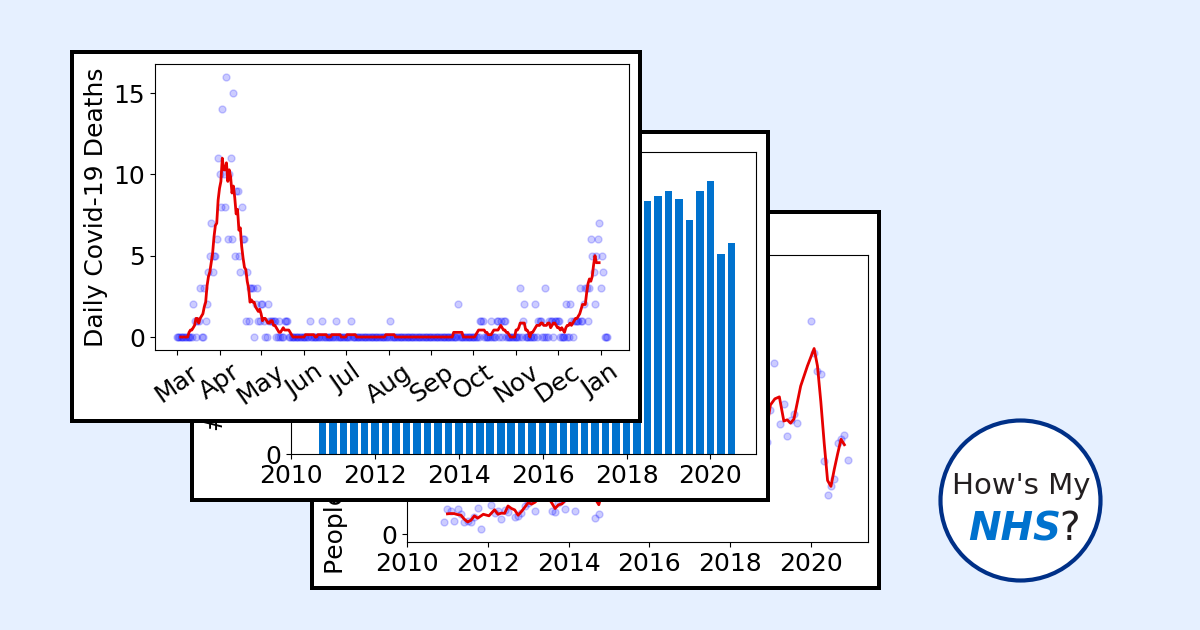 Daily Covid-19 Deaths
15
10
5
0
Mar Apr May Jun Jul Aug Sep Oct Nov Dec Jan
#
0
2010 2012 2014 2016 2018 2020
People
0
2010 2012 2014 2016 2018 2020
How's My
NHS?